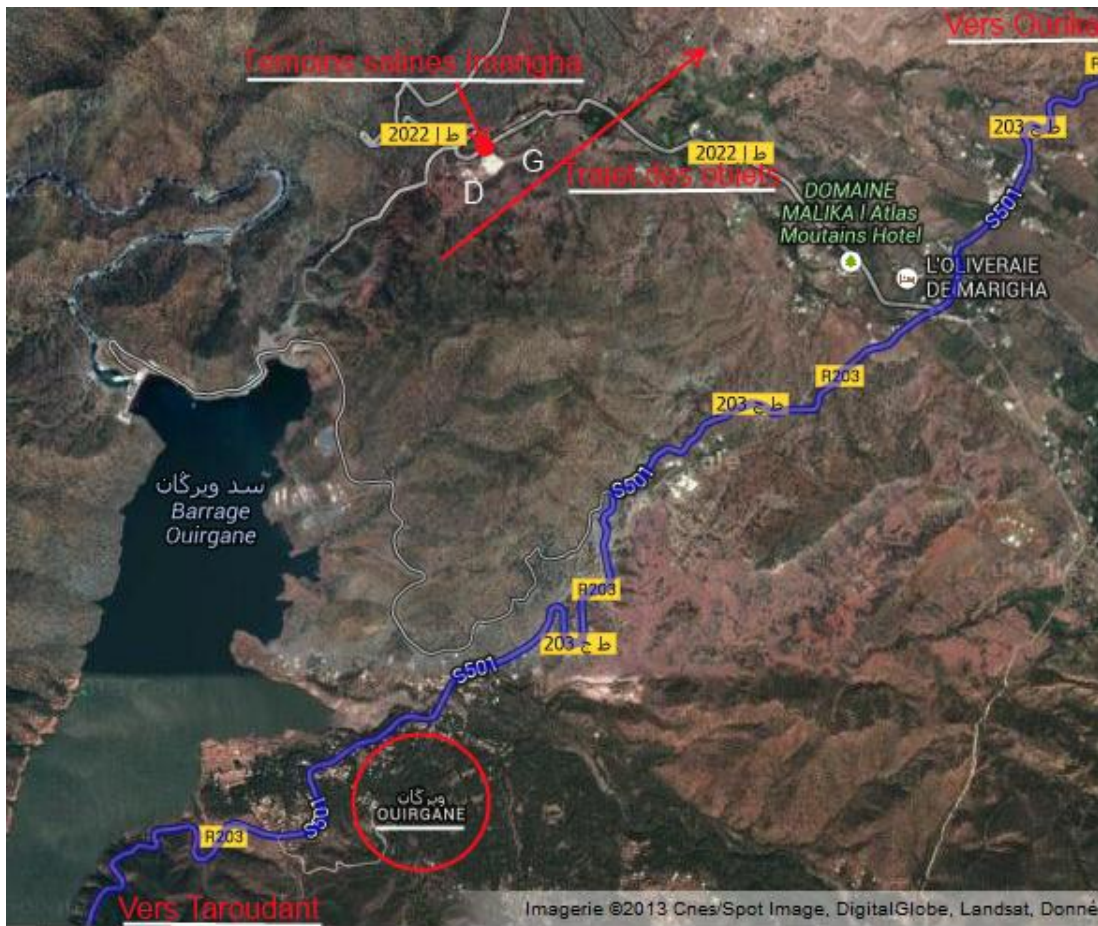 Vers Ourika
Témoins salines Imarigha
R
ط ج 203
ط إ 2022
ط إ 2022
G
D
Trajet des objets
S501
DOMAINE
MALIKA l Atlas
Moutains Hotel
L'OLIVERAIE
DE MARIGHA
R203
ط ج 203
S501
سد ويرݣان
Barrage
Ouirgane
R203
ط ج 203
S501
ويرݣان
OUIRGANE
S501
R203
Vers Taroudant
Imagerie ©2013 Cnes/Spot Image, DigitalGlobe, Landsat, Donné